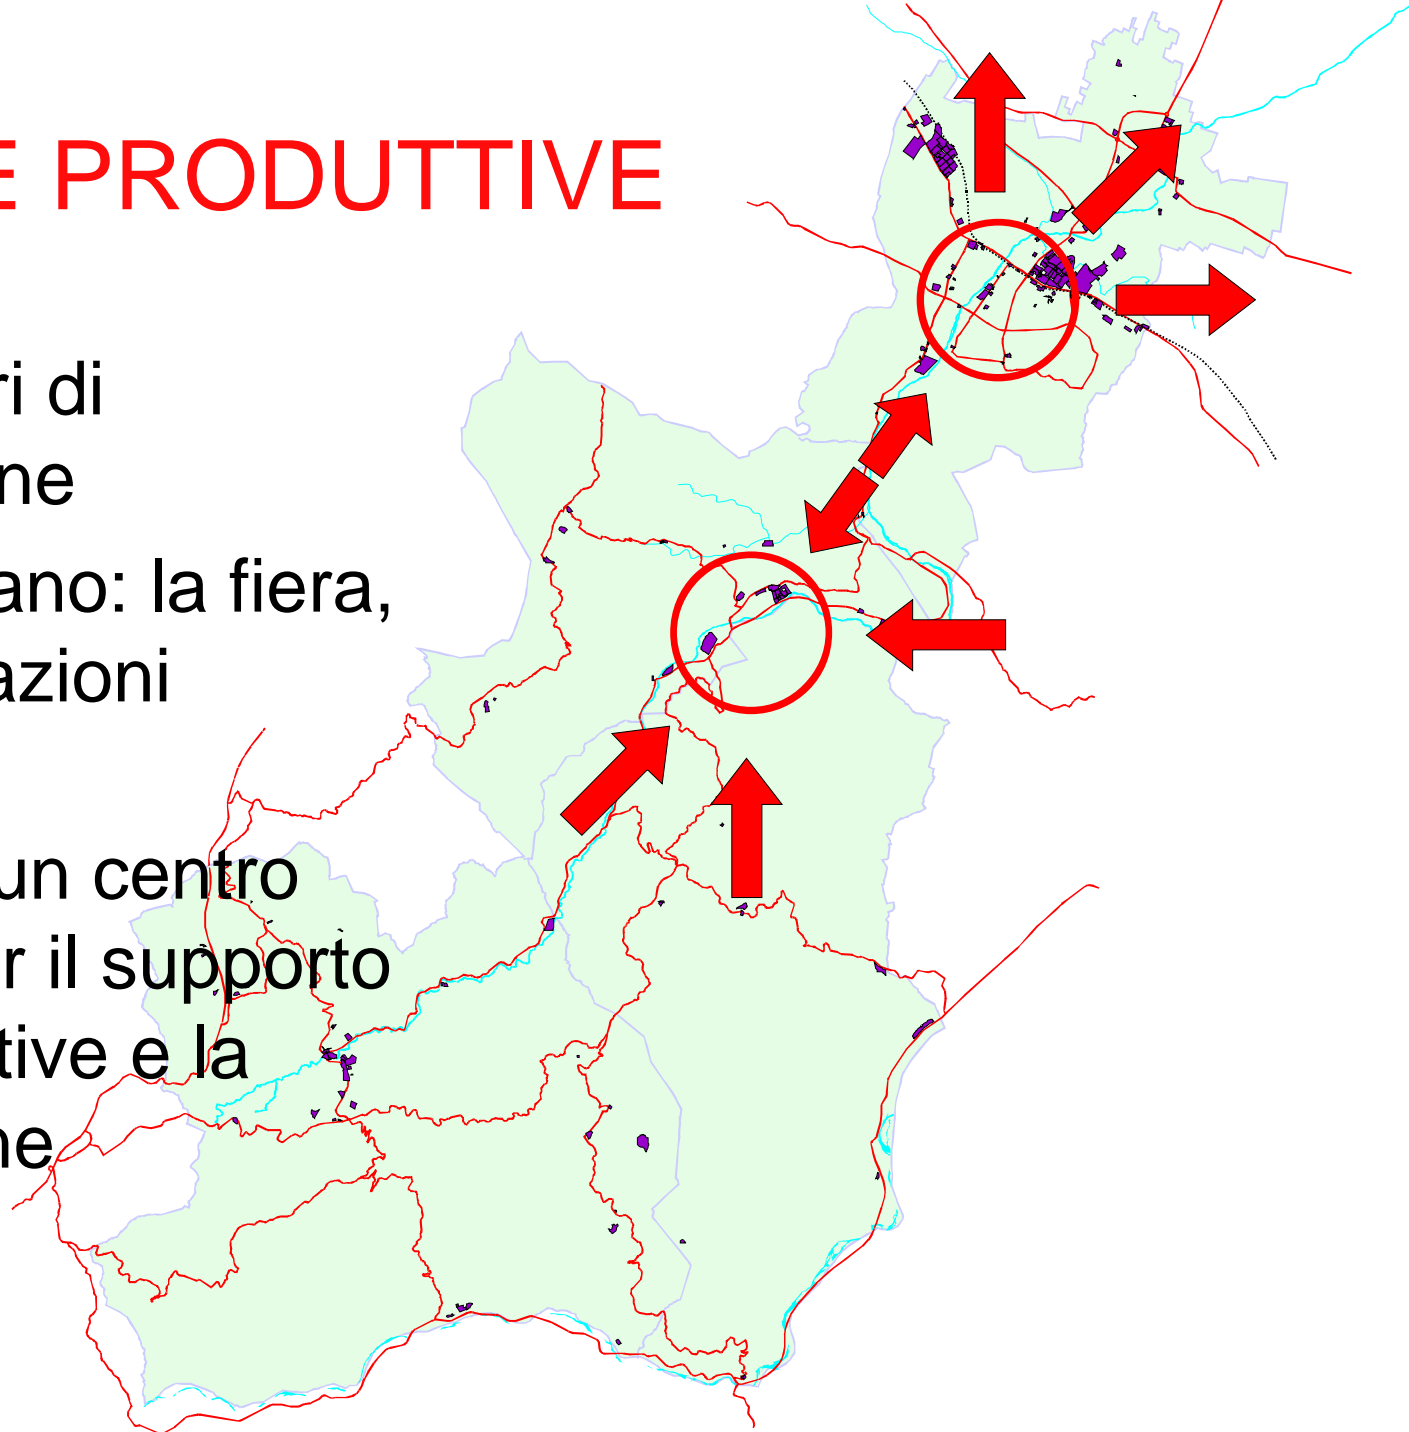 E PRODUTTIVE
ri di
ne
ano: la fiera,
azioni
un centro
r il supporto
tive e la
ne